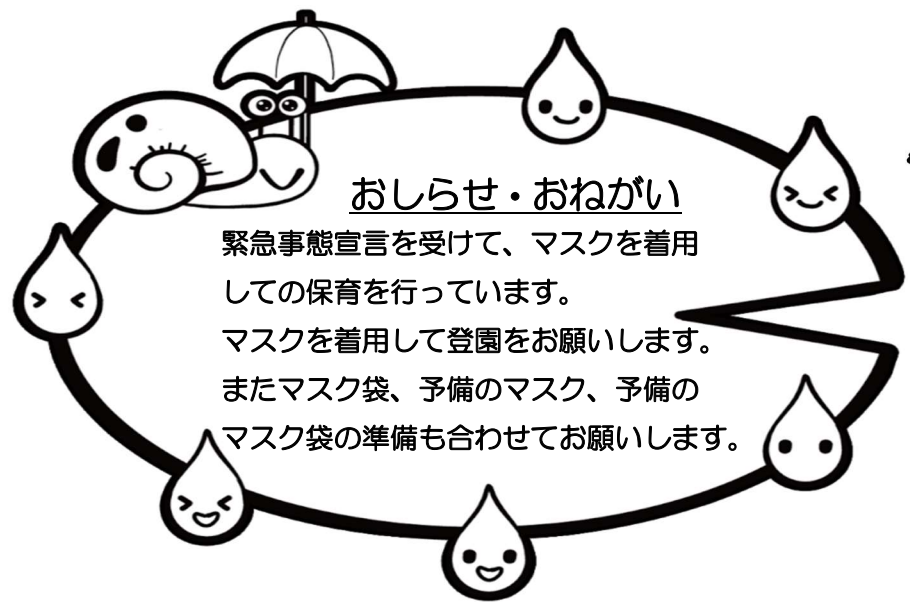 おしらせ・おねがい
緊急事態宣言を受けて、マスクを着用
しての保育を行っています。
マスクを着用して登園をお願いします。
またマスク袋、予備のマスク、予備の
マスク袋の準備も合わせてお願いします。